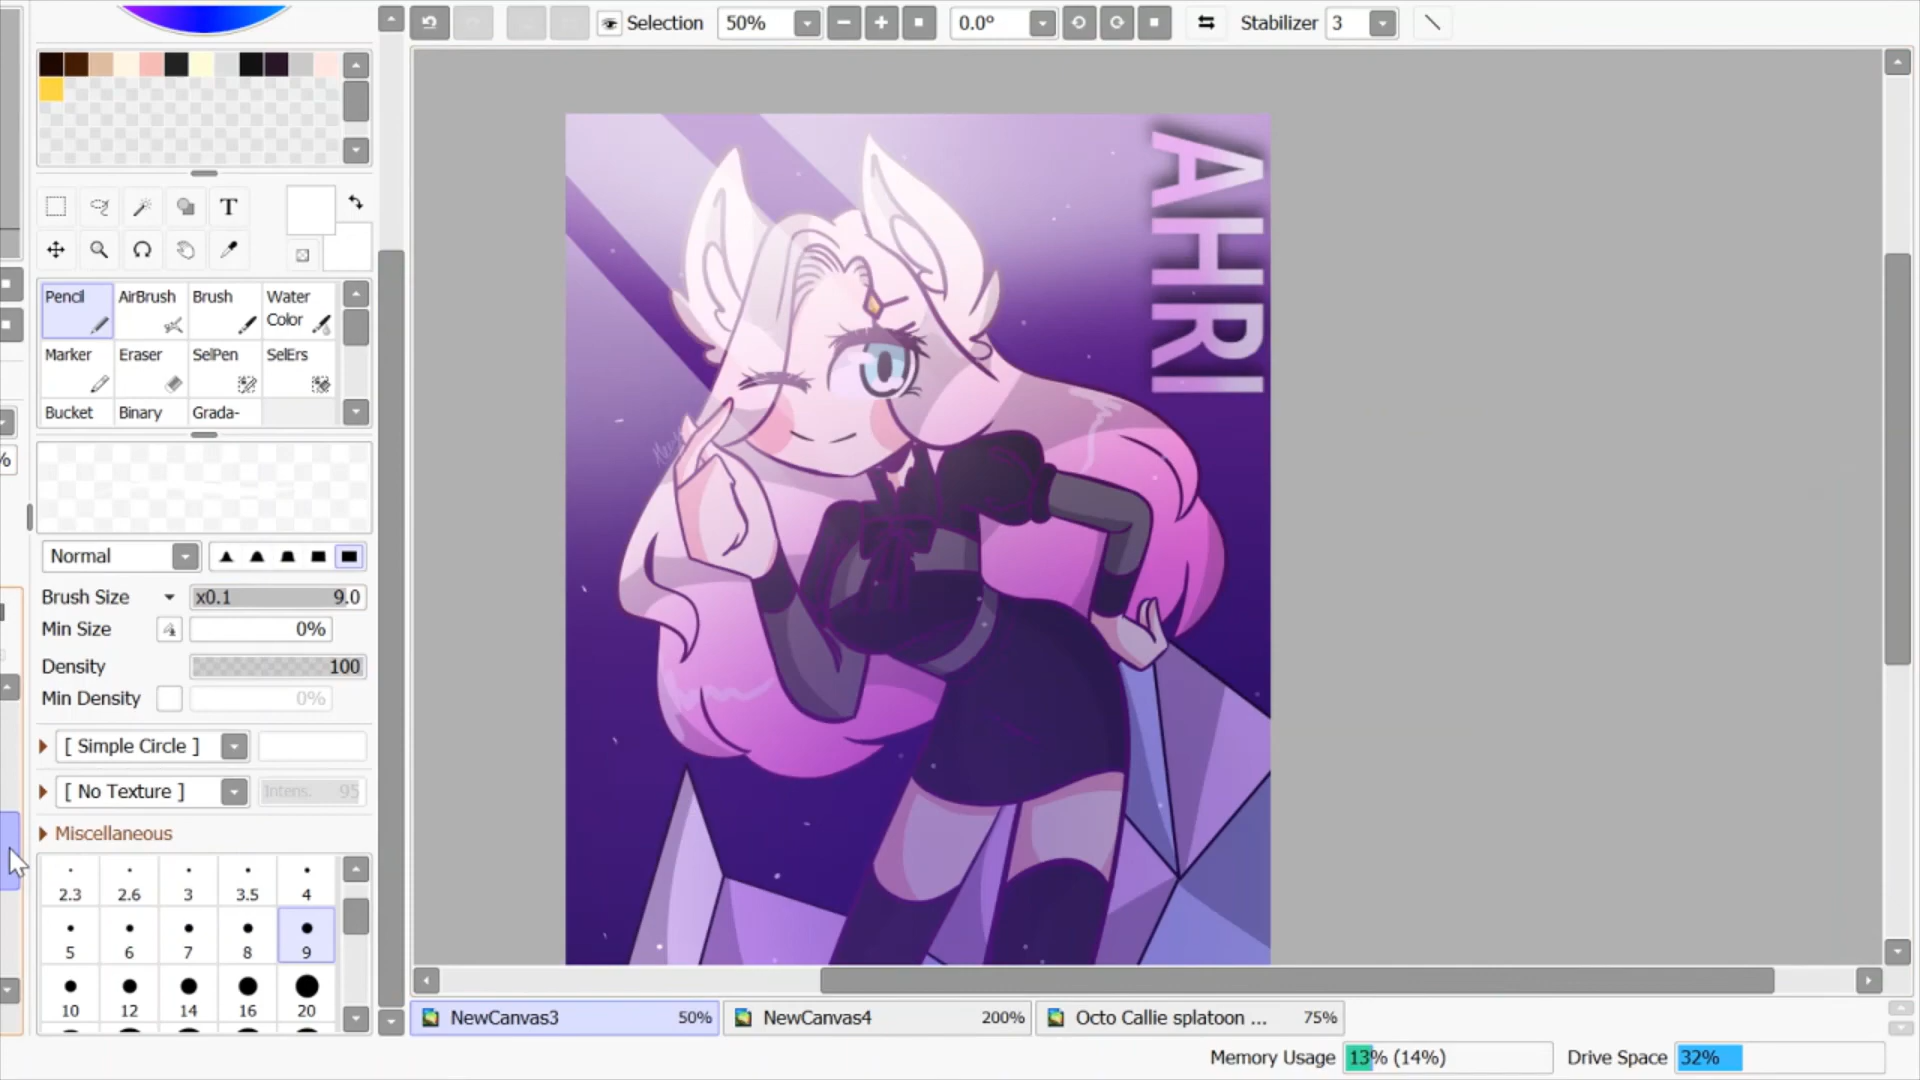 Selection 50% 0.0° Stabilizer 3
AHRI
T
Pencil AirBrush Brush Water Color
Marker Eraser SelPen SelErs
Bucket Binary Grada-
%
Normal
Brush Size x0.1 9.0
Min Size 0%
Density 100
Min Density 0%
[ Simple Circle ]
[ No Texture ] Intens. 95
Miscellaneous
2.3 2.6 3 3.5 4
5 6 7 8 9
10 12 14 16 20
NewCanvas3 50% NewCanvas4 200% Octo Callie splatoon ... 75%
Memory Usage 13% (14%) Drive Space 32%